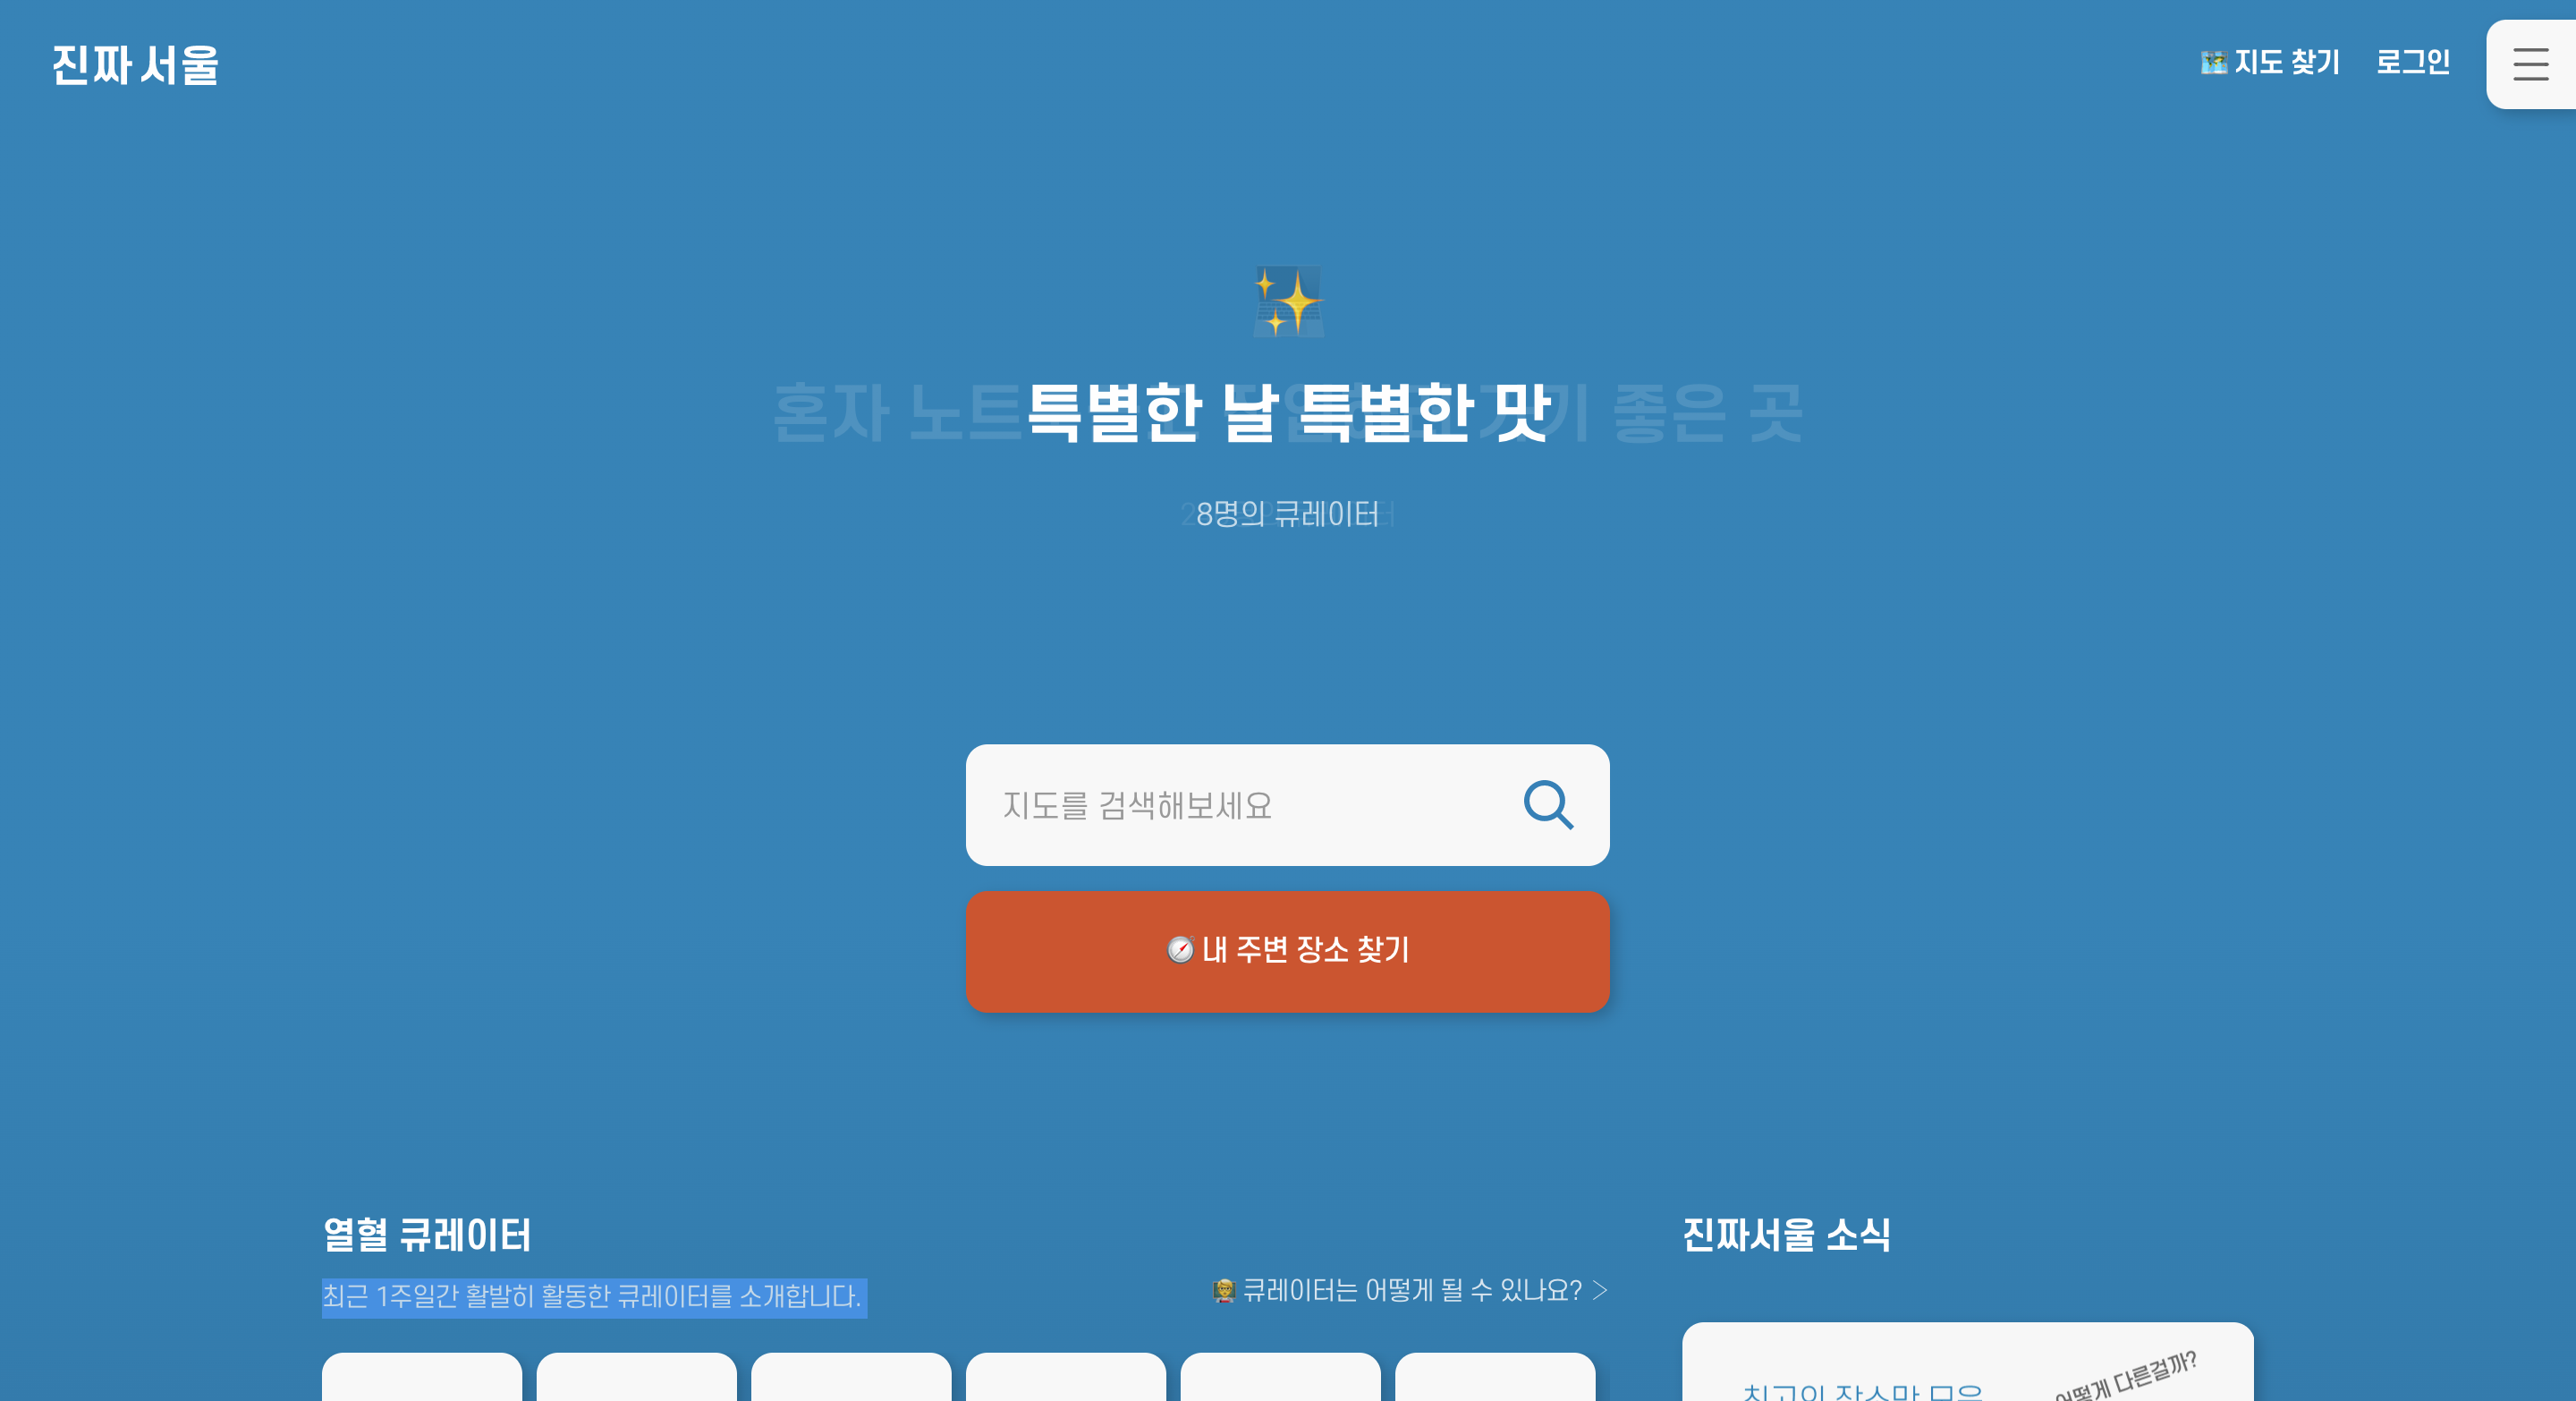 진짜 서울
지도 찾기
로그인
특별한 날 특별한 맛
혼자 노트 기 좋은 곳
8명의 큐레이터
지도를 검색해보세요
내 주변 장소 찾기
열혈 큐레이터
최근 1주일간 활발히 활동한 큐레이터를 소개합니다.
큐레이터는 어떻게 될 수 있나요? >
진짜서울 소식
최고의 장소만 모은
어떻게 다른걸까?